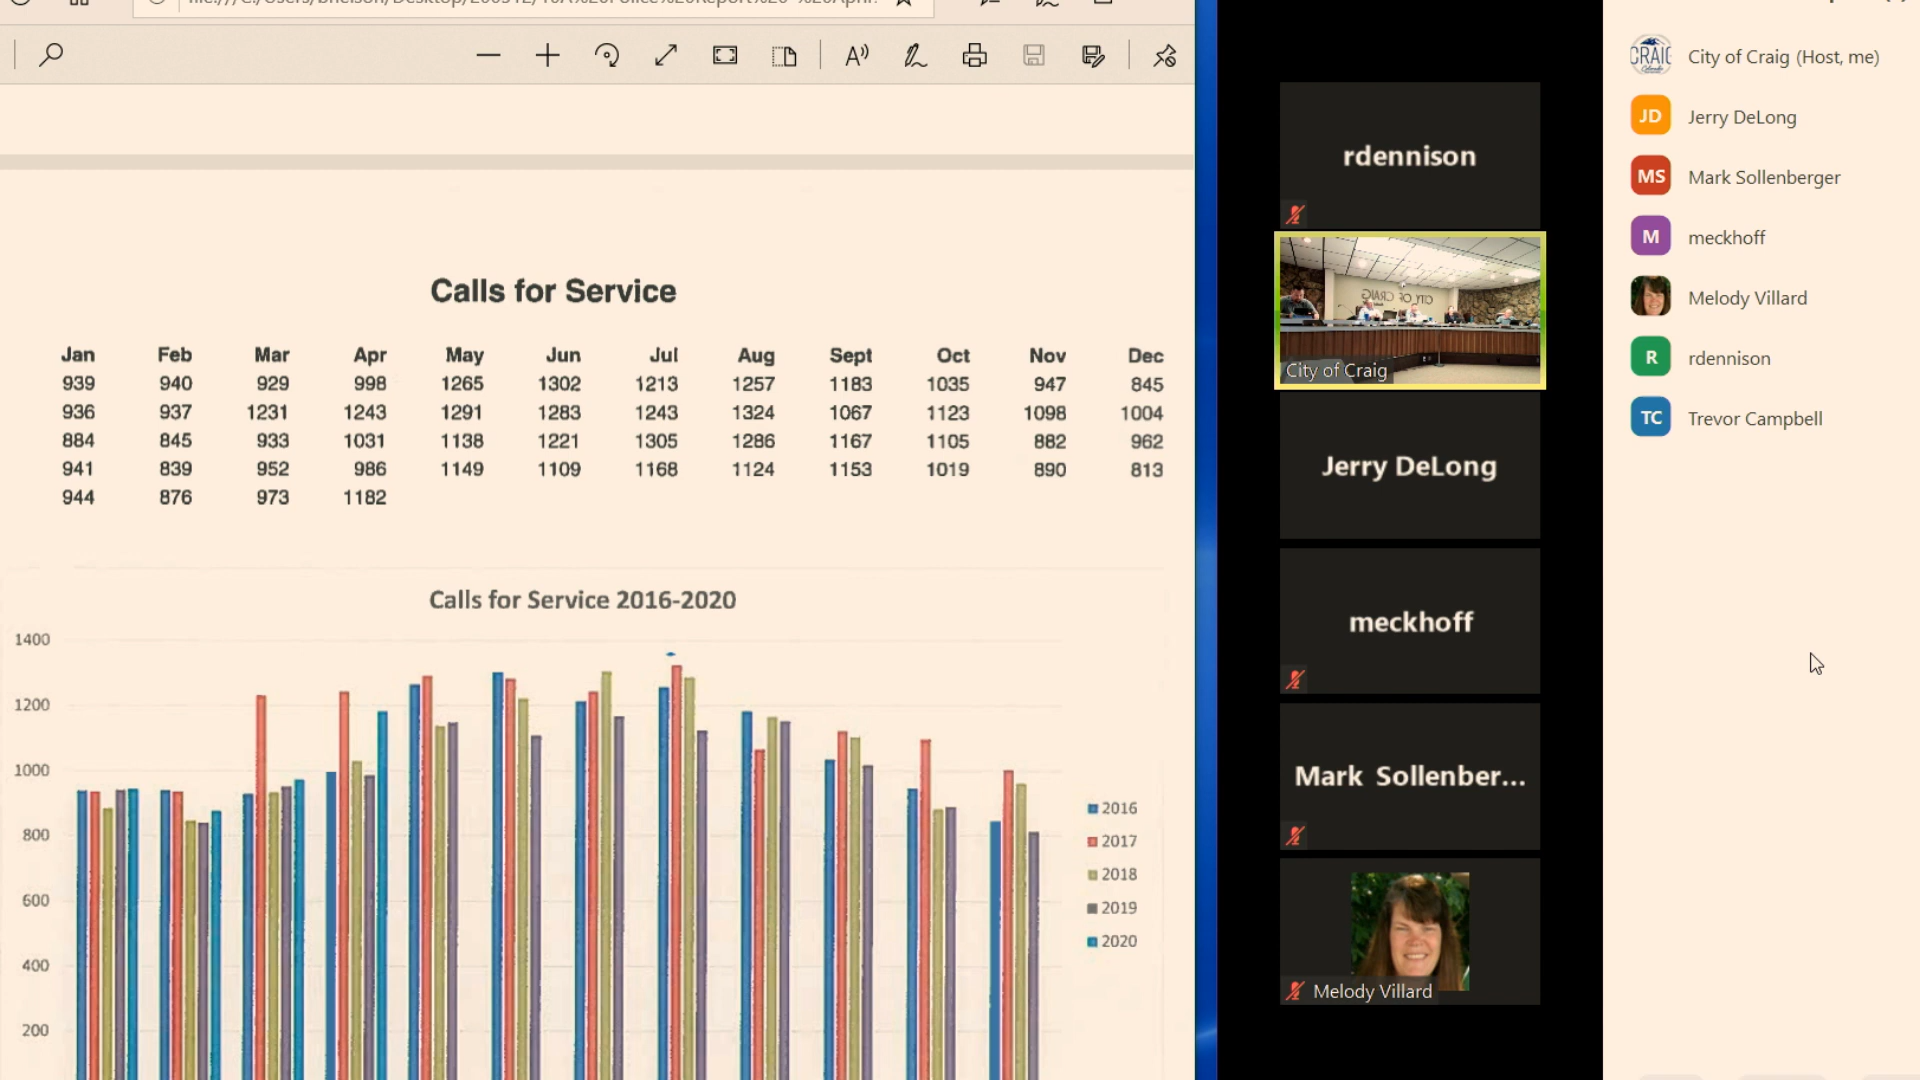 Calls for Service
Jan Feb Mar Apr May Jun Jul Aug Sept Oct Nov Dec
939 940 929 998 1265 1302 1213 1257 1183 1035 947 845
936 937 1231 1243 1291 1283 1243 1324 1067 1123 1098 1004
884 845 933 1031 1138 1221 1305 1286 1167 1105 882 962
941 839 952 986 1149 1109 1168 1124 1153 1019 890 813
944 876 973 1182
Calls for Service 2016-2020
1400
1200
1000
800
600
400
200
2016
2017
2018
2019
2020
rdennison
CITY OF CRAIG
City of Craig
Jerry DeLong
meckhoff
Mark Sollenber...
Melody Villard
CRAIG
City of Craig (Host, me)
JD Jerry DeLong
MS Mark Sollenberger
M meckhoff
Melody Villard
R rdennison
TC Trevor Campbell